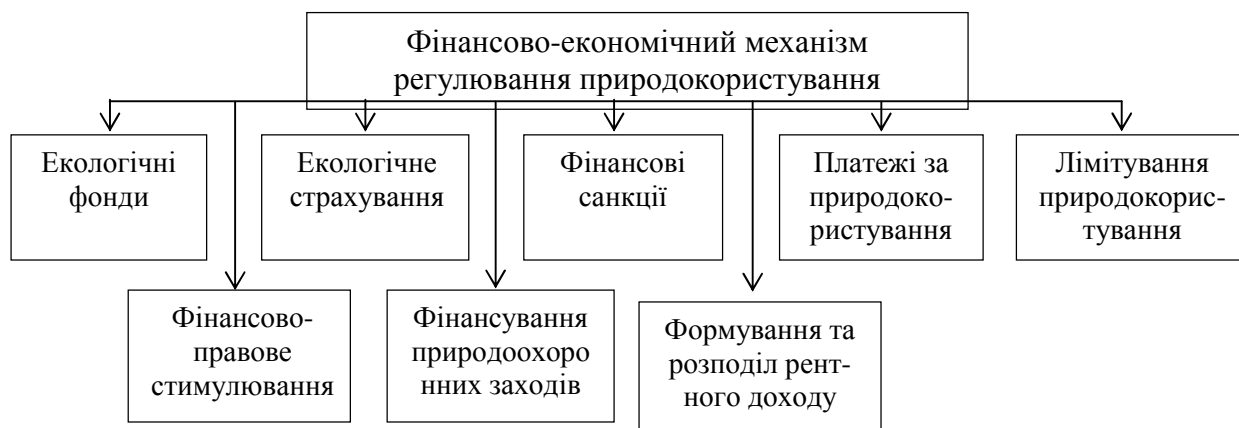 Фінансово-економічний механізм
регулювання природокористування
Екологічні
фонди
Екологічне
страхування
Фінансові
санкції
Платежі за
природоко-
ристування
Лімітування
природокорис-
тування
Фінансово-
правове
стимулювання
Фінансування
природоохоро
нних заходів
Формування та
розподіл рент-
ного доходу